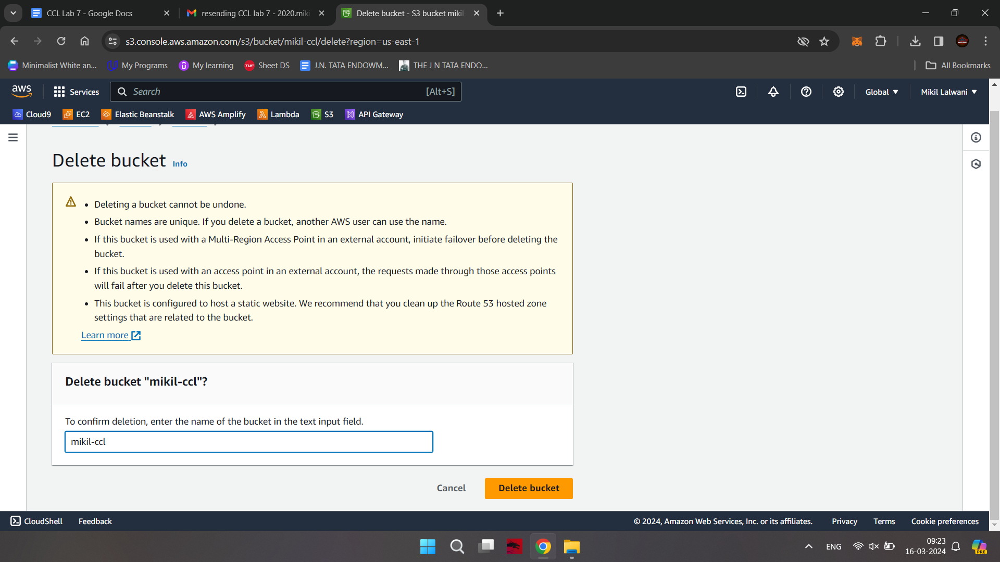 CCL Lab 7 - Google Docs
resending CCL lab 7 - 2020.miki
Delete bucket - S3 bucket mikil
s3.console.aws.amazon.com/s3/bucket/mikil-ccl/delete?region=us-east-1
Minimalist White an...
My Programs
My learning
TUF Sheet DS
J.N. TATA ENDOWM...
THE J N TATA ENDO...
All Bookmarks
aws
Services
Search
[Alt+S]
Global
Mikil Lalwani
Cloud9
EC2
Elastic Beanstalk
AWS Amplify
Lambda
S3
API Gateway
Delete bucket
Info
Deleting a bucket cannot be undone.
Bucket names are unique. If you delete a bucket, another AWS user can use the name.
If this bucket is used with a Multi-Region Access Point in an external account, initiate failover before deleting the
bucket.
If this bucket is used with an access point in an external account, the requests made through those access points
will fail after you delete this bucket.
This bucket is configured to host a static website. We recommend that you clean up the Route 53 hosted zone
settings that are related to the bucket.
Learn more
Delete bucket "mikil-ccl"?
To confirm deletion, enter the name of the bucket in the text input field.
mikil-ccl
Cancel
Delete bucket
CloudShell
Feedback
© 2024, Amazon Web Services, Inc. or its affiliates.
Privacy
Terms
Cookie preferences
ENG
09:23
16-03-2024
PRE